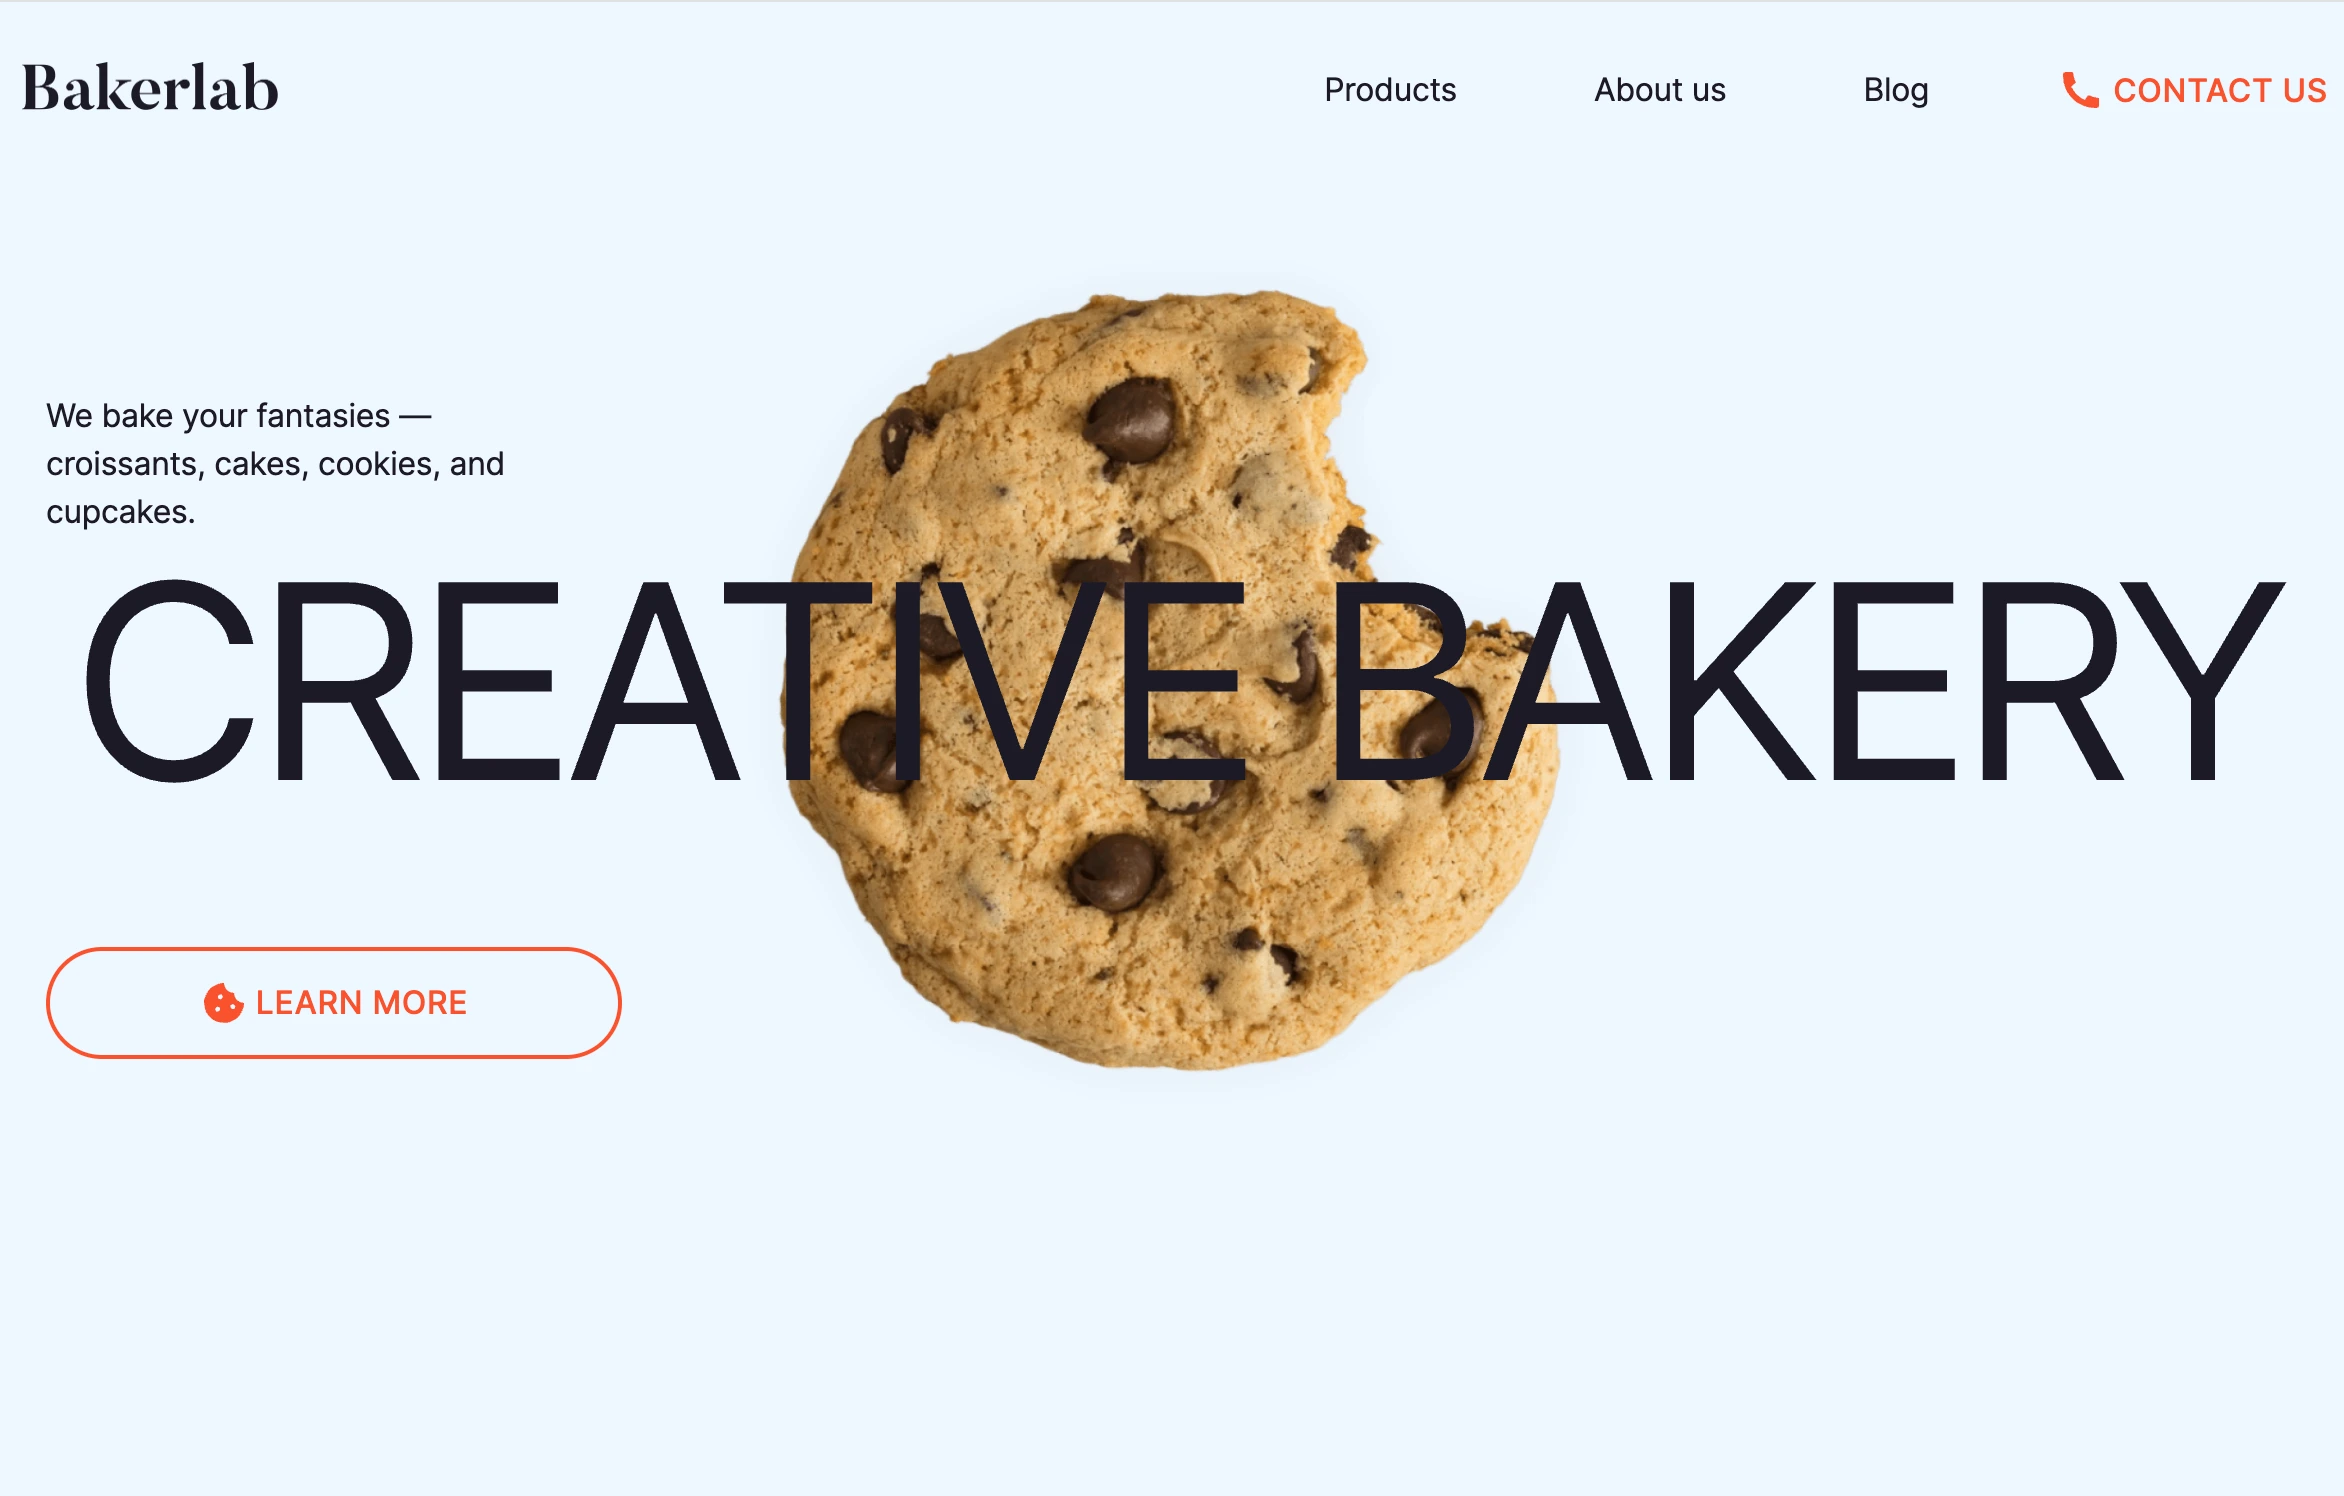 Bakerlab
Products
About us
Blog
CONTACT US
We bake your fantasies —
croissants, cakes, cookies, and
cupcakes.
CREATIVE BAKERY
LEARN MORE